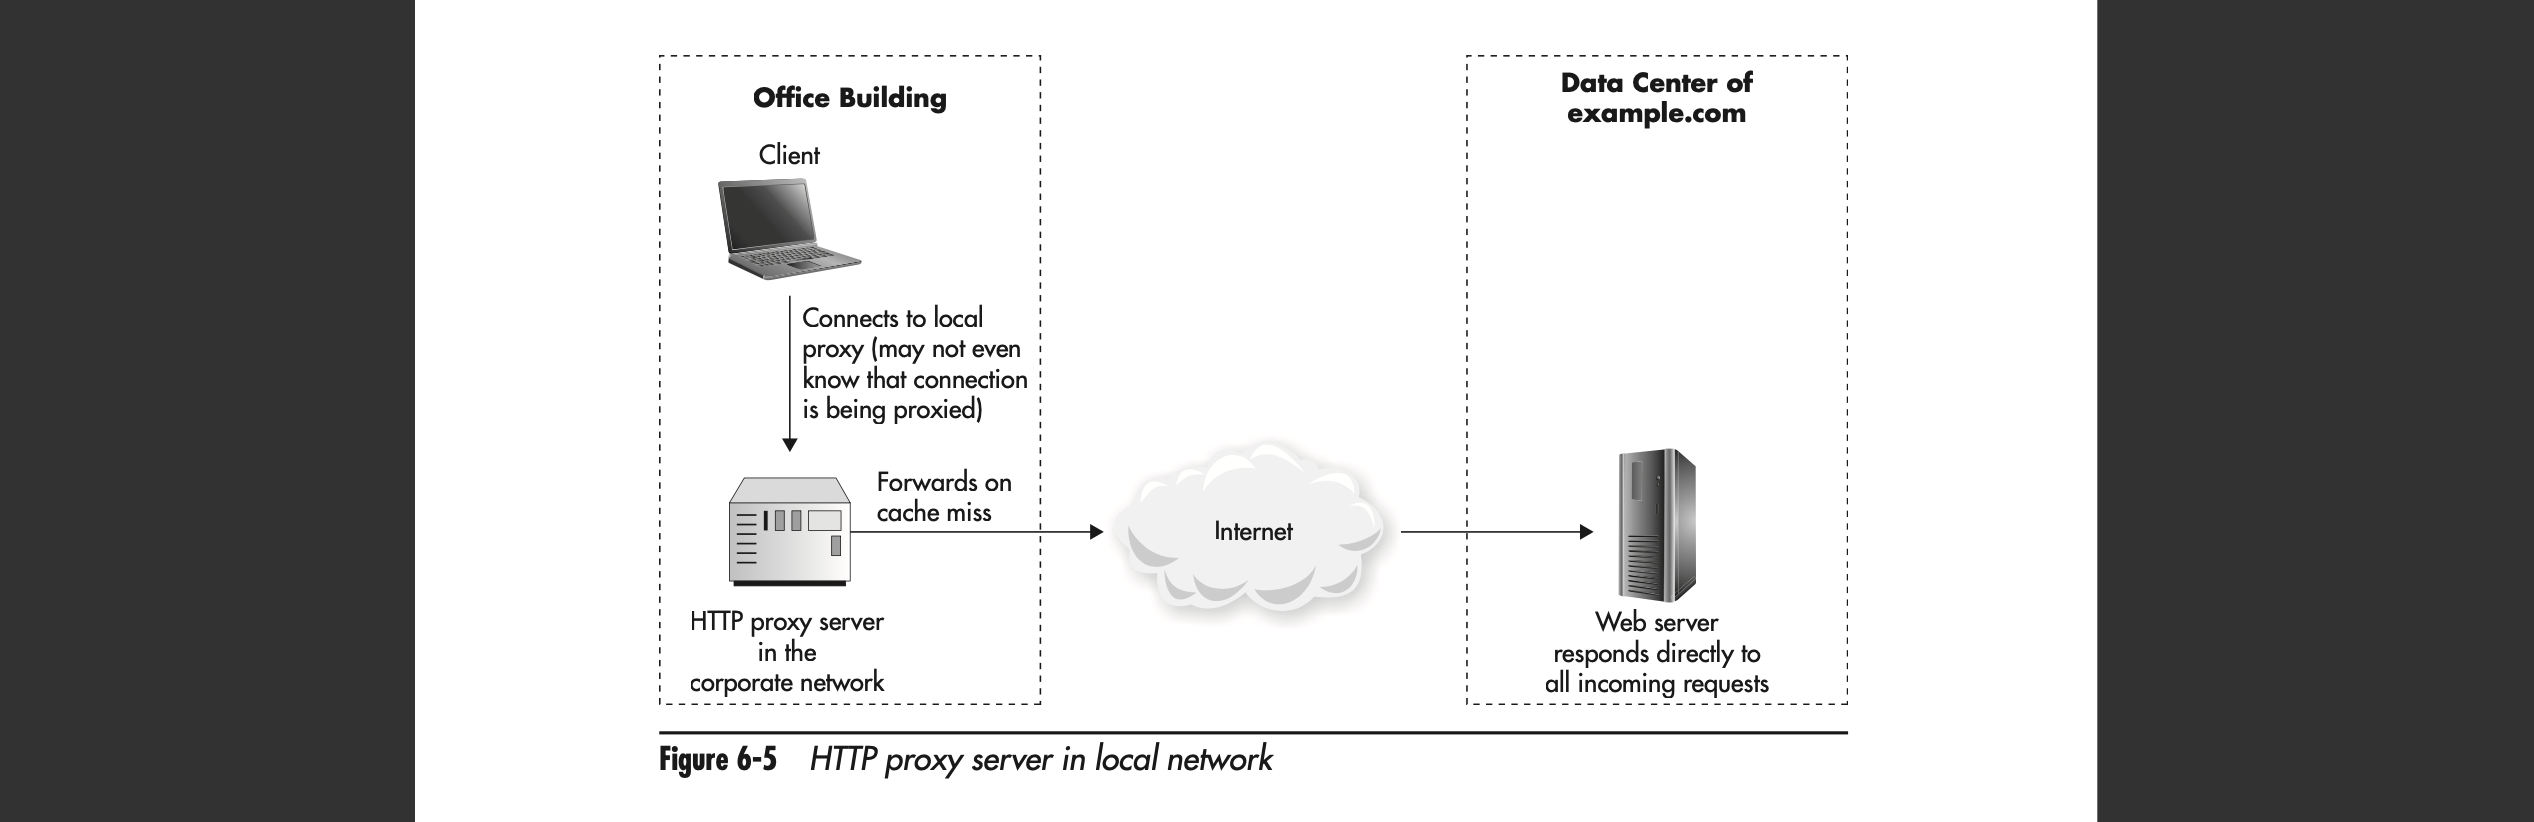 Office Building
Client
Connects to local
proxy (may not even
know that connection
is being proxied)
Forwards on
cache miss
HTTP proxy server
in the
corporate network
Internet
Data Center of
example.com
Web server
responds directly to
all incoming requests
Figure 6-5 HTTP proxy server in local network